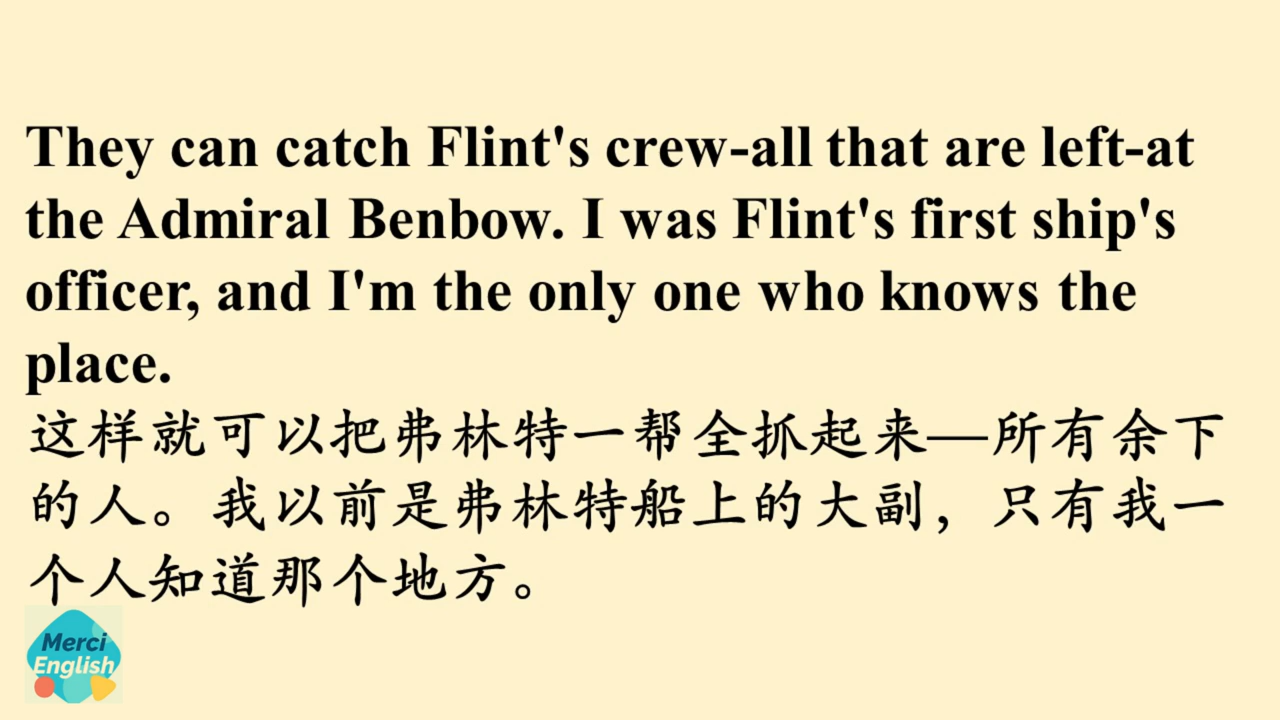 They can catch Flint's crew-all that are left-at
the Admiral Benbow. I was Flint's first ship's
officer, and I'm the only one who knows the
place.
这样就可以把弗林特一帮全抓起来—所有余下
的人。我以前是弗林特船上的大副，只有我一
个人知道那个地方。
Merci
English